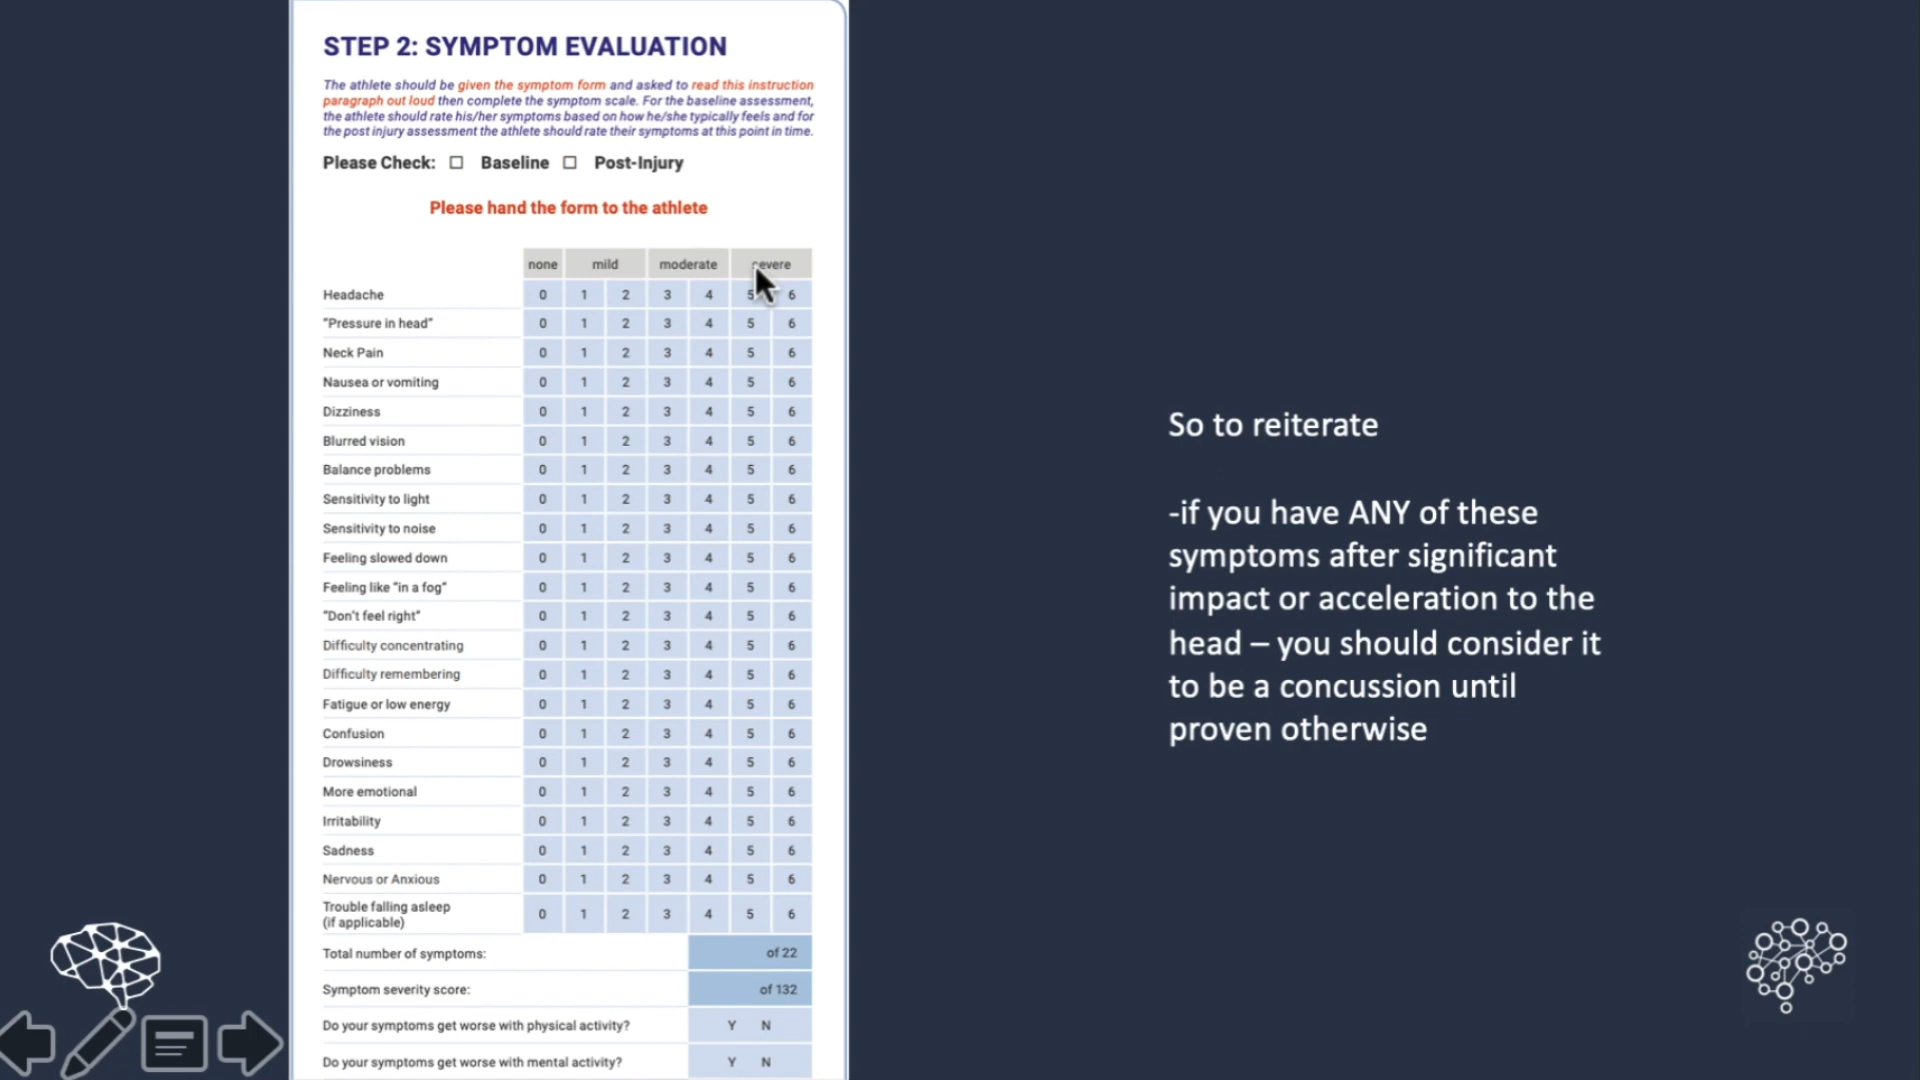 STEP 2: SYMPTOM EVALUATION
The athlete should be given the symptom form and asked to read this instruction
paragraph out loud then complete the symptom scale. For the baseline assessment,
the athlete should rate his/her symptoms based on how he/she typically feels and for
the post injury assessment the athlete should rate their symptoms at this point in time.
Please Check: ☐ Baseline ☐ Post-Injury
Please hand the form to the athlete
none mild moderate evere
Headache 0 1 2 3 4 5 6
“Pressure in head” 0 1 2 3 4 5 6
Neck Pain 0 1 2 3 4 5 6
Nausea or vomiting 0 1 2 3 4 5 6
Dizziness 0 1 2 3 4 5 6
Blurred vision 0 1 2 3 4 5 6
Balance problems 0 1 2 3 4 5 6
Sensitivity to light 0 1 2 3 4 5 6
Sensitivity to noise 0 1 2 3 4 5 6
Feeling slowed down 0 1 2 3 4 5 6
Feeling like “in a fog” 0 1 2 3 4 5 6
“Don’t feel right” 0 1 2 3 4 5 6
Difficulty concentrating 0 1 2 3 4 5 6
Difficulty remembering 0 1 2 3 4 5 6
Fatigue or low energy 0 1 2 3 4 5 6
Confusion 0 1 2 3 4 5 6
Drowsiness 0 1 2 3 4 5 6
More emotional 0 1 2 3 4 5 6
Irritability 0 1 2 3 4 5 6
Sadness 0 1 2 3 4 5 6
Nervous or Anxious 0 1 2 3 4 5 6
Trouble falling asleep
(if applicable) 0 1 2 3 4 5 6
Total number of symptoms: of 22
Symptom severity score: of 132
Do your symptoms get worse with physical activity? Y N
Do your symptoms get worse with mental activity? Y N
So to reiterate
-if you have ANY of these
symptoms after significant
impact or acceleration to the
head – you should consider it
to be a concussion until
proven otherwise